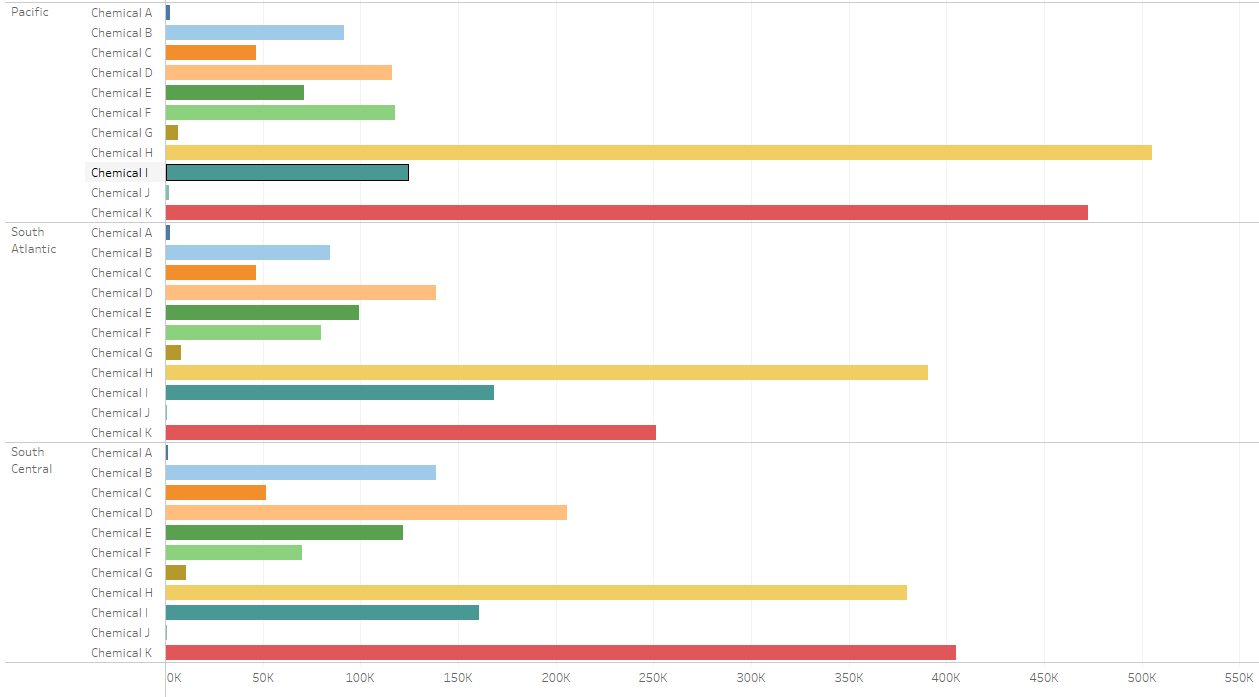 Pacific
Chemical A
Chemical B
Chemical C
Chemical D
Chemical E
Chemical F
Chemical G
Chemical H
Chemical I
Chemical J
Chemical K
South
Atlantic
Chemical A
Chemical B
Chemical C
Chemical D
Chemical E
Chemical F
Chemical G
Chemical H
Chemical I
Chemical J
Chemical K
South
Central
Chemical A
Chemical B
Chemical C
Chemical D
Chemical E
Chemical F
Chemical G
Chemical H
Chemical I
Chemical J
Chemical K
0K 50K 100K 150K 200K 250K 300K 350K 400K 450K 500K 550K